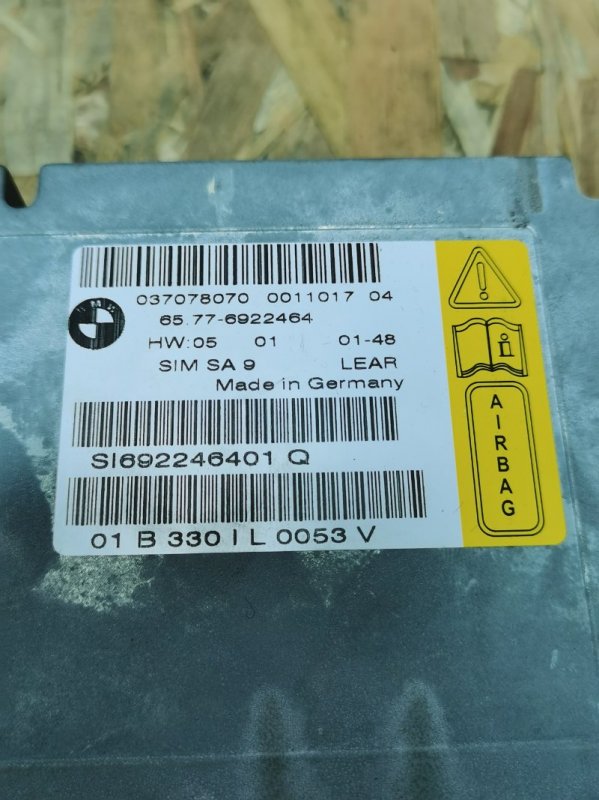 BMW
037078070 0011017 04
65.77-6922464
HW:05 01 01-48
SIM SA 9 LEAR
Made in Germany
SI692246401 Q
01 B 330 I L 0053 V
i
AIRBAG